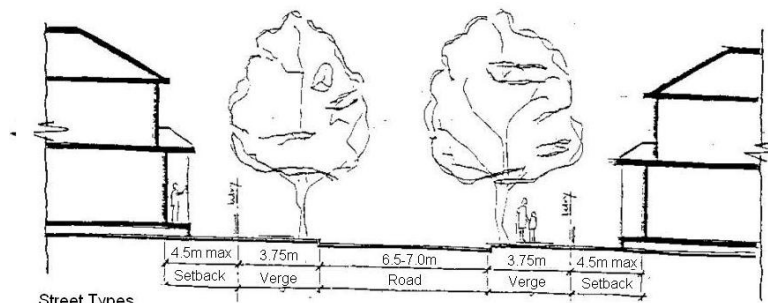 4.5m max 3.75m 6.5-7.0m 3.75m 4.5m max
Setback Verge Road Verge Setback
Street Types